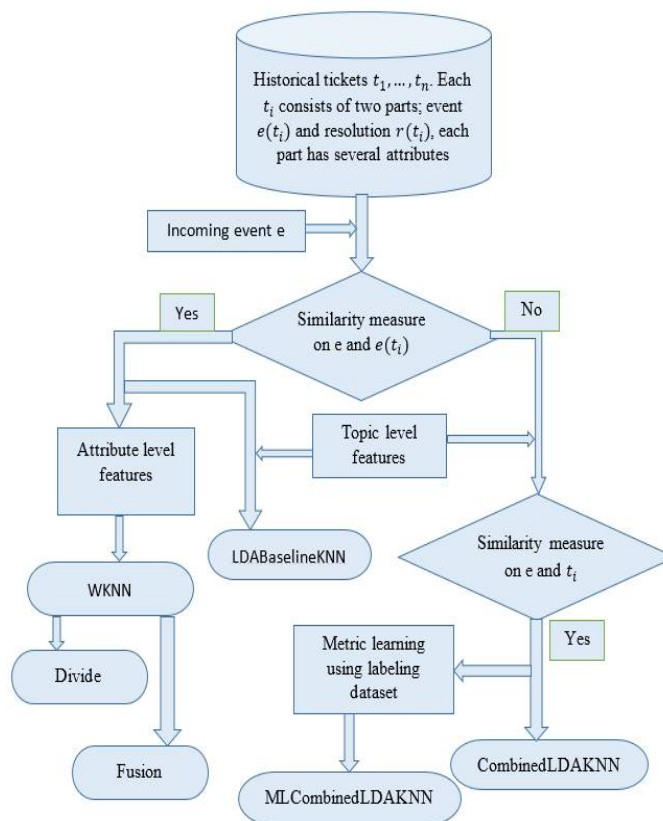 Historical tickets t₁, …, tₙ. Each
tᵢ consists of two parts; event
e(tᵢ) and resolution r(tᵢ), each
part has several attributes
Incoming event e
Yes
Similarity measure
on e and e(tᵢ)
No
Attribute level
features
Topic level
features
LDABaselineKNN
Similarity measure
on e and tᵢ
WKNN
Divide
Fusion
Metric learning
using labeling
dataset
Yes
MLCombinedLDAKNN
CombinedLDAKNN